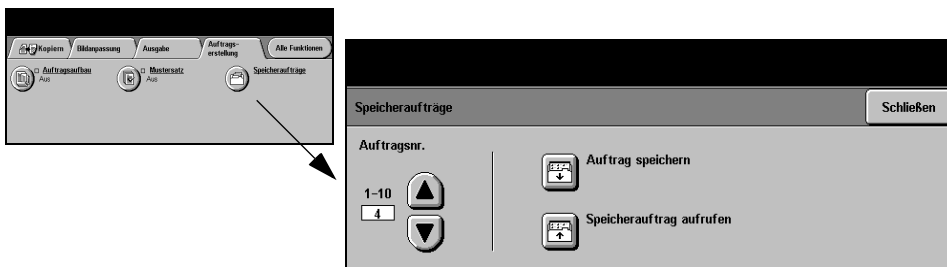 Kopieren
Bildanpassung
Ausgabe
Auftrags-
erstellung
Alle Funktionen
Auftragsaufbau
Aus
Mustersatz
Aus
Speicheraufträge
Speicheraufträge
Schließen
Auftragsnr.
1-10
4
Auftrag speichern
Speicherauftrag aufrufen